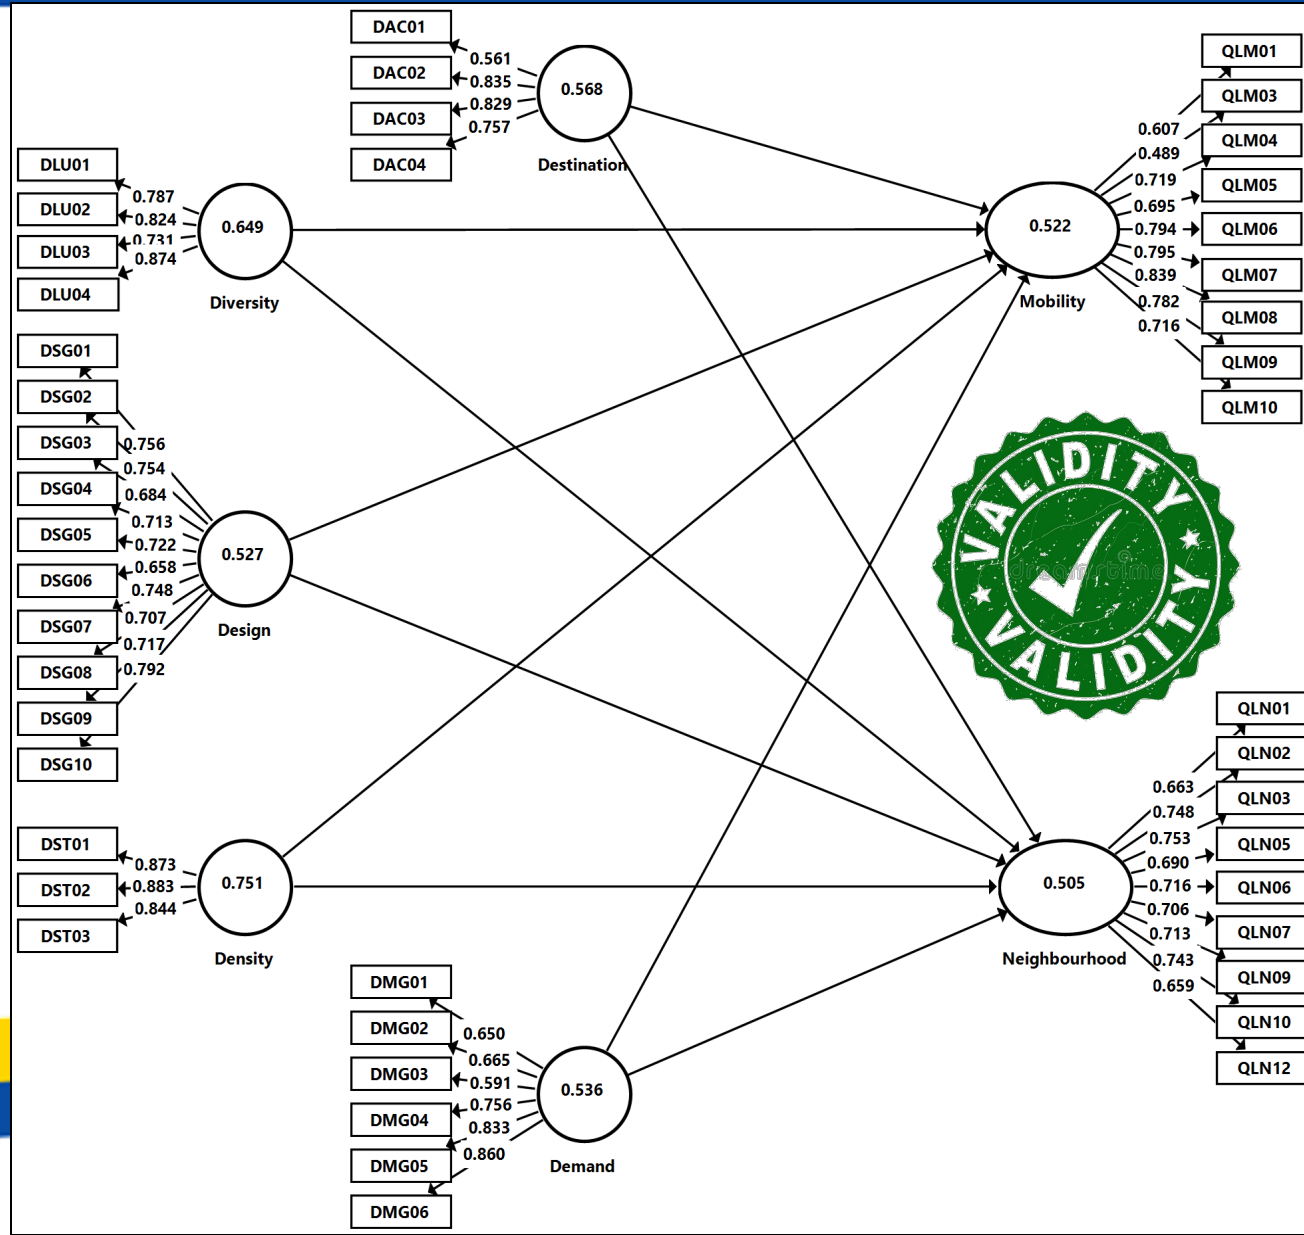 DAC01
DAC02
DAC03
DAC04
0.561
0.835
0.829
0.757
0.568
Destination
DLU01
DLU02
DLU03
DLU04
0.787
0.824
0.731
0.874
0.649
Diversity
DSG01
DSG02
DSG03
DSG04
DSG05
DSG06
DSG07
DSG08
DSG09
DSG10
0.756
0.754
0.684
0.713
0.722
0.658
0.748
0.707
0.717
0.792
0.527
Design
DST01
DST02
DST03
0.873
0.883
0.844
0.751
Density
DMG01
DMG02
DMG03
DMG04
DMG05
DMG06
0.650
0.665
0.591
0.756
0.833
0.860
0.536
Demand
0.522
Mobility
0.607
0.489
0.719
0.695
0.794
0.795
0.839
0.782
0.716
QLM01
QLM03
QLM04
QLM05
QLM06
QLM07
QLM08
QLM09
QLM10
VALIDITY
dreamstime
VALIDITY
0.505
Neighbourhood
0.663
0.748
0.753
0.690
0.716
0.706
0.713
0.743
0.659
QLN01
QLN02
QLN03
QLN05
QLN06
QLN07
QLN09
QLN10
QLN12